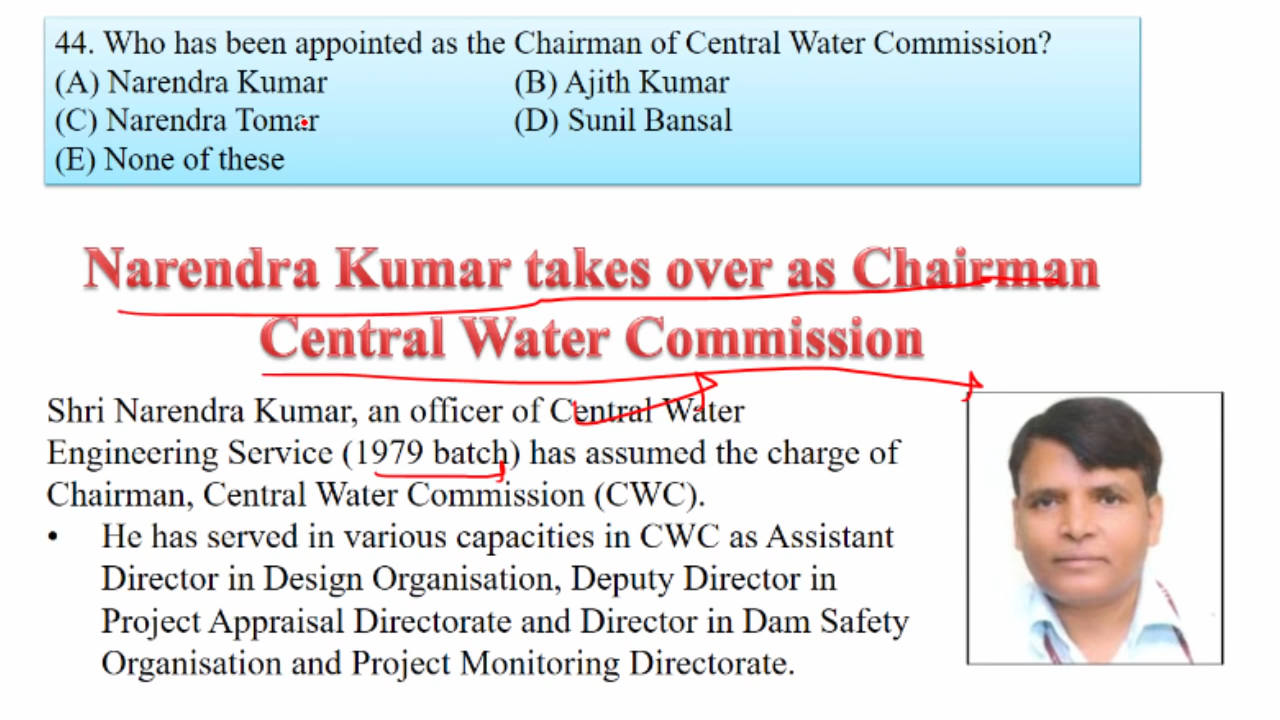 44. Who has been appointed as the Chairman of Central Water Commission?
(A) Narendra Kumar (B) Ajith Kumar
(C) Narendra Tomar (D) Sunil Bansal
(E) None of these
Narendra Kumar takes over as Chairman
Central Water Commission
Shri Narendra Kumar, an officer of Central Water
Engineering Service (1979 batch) has assumed the charge of
Chairman, Central Water Commission (CWC).
• He has served in various capacities in CWC as Assistant
Director in Design Organisation, Deputy Director in
Project Appraisal Directorate and Director in Dam Safety
Organisation and Project Monitoring Directorate.